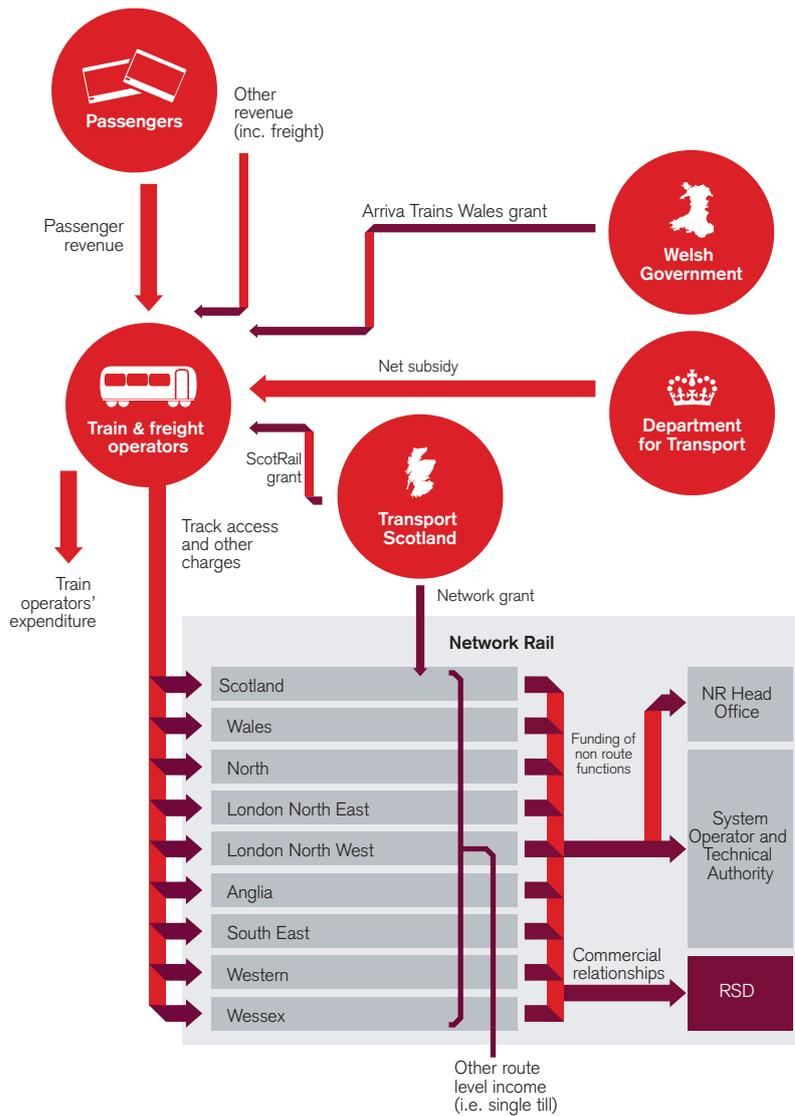 Passengers
Other
revenue
(inc. freight)
Passenger
revenue
Arriva Trains Wales grant
Welsh
Government
Net subsidy
Department
for Transport
Train & freight
operators
ScotRail
grant
Transport
Scotland
Track access
and other
charges
Train
operators'
expenditure
Network grant
Network Rail
Scotland
Wales
North
London North East
London North West
Anglia
South East
Western
Wessex
Funding of
non route
functions
NR Head
Office
System
Operator and
Technical
Authority
Commercial
relationships
RSD
Other route
level income
(i.e. single till)